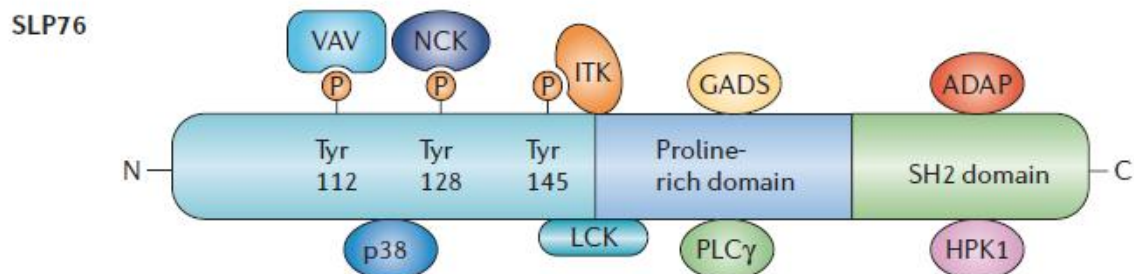 SLP76
VAV
NCK
ITK
GADS
ADAP
P
P
P
N
Tyr
112
Tyr
128
Tyr
145
Proline-
rich domain
SH2 domain
C
p38
LCK
PLCγ
HPK1